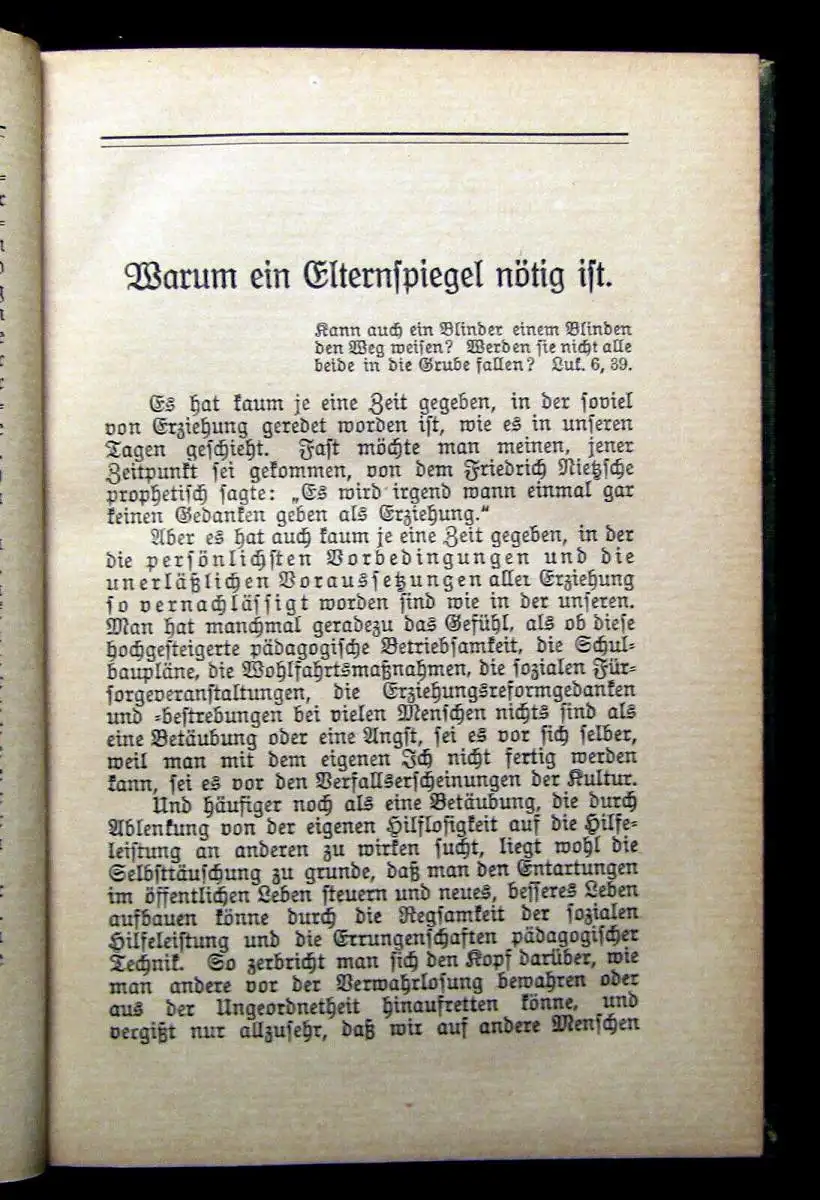 Warum ein Elternspiegel nötig ist.
Kann auch ein Blinder einem Blinden
den Weg weisen? Werden sie nicht alle
beide in die Grube fallen? Luk. 6, 39.
Es hat kaum je eine Zeit gegeben, in der soviel
von Erziehung geredet worden ist, wie es in unseren
Tagen geschieht. Fast möchte man meinen, jener
Zeitpunkt sei gekommen, von dem Friedrich Nietzsche
prophetisch sagte: „Es wird irgend wann einmal gar
keinen Gedanken geben als Erziehung.“
Aber es hat auch kaum je eine Zeit gegeben, in der
die persönlichsten Vorbedingungen und die
unerläßlichen Voraussetzungen aller Erziehung
so vernachlässigt worden sind wie in der unseren.
Man hat manchmal geradezu das Gefühl, als ob diese
hochgesteigerte pädagogische Betriebsamkeit, die Schul-
baupläne, die Wohlfahrtsmaßnahmen, die sozialen Für-
sorgeveranstaltungen, die Erziehungsreformgedanken
und -bestrebungen bei vielen Menschen nichts sind als
eine Betäubung oder eine Angst, sei es vor sich selber,
weil man mit dem eigenen Ich nicht fertig werden
kann, sei es vor den Verfallserscheinungen der Kultur.
Und häufiger noch als eine Betäubung, die durch
Ablenkung von der eigenen Hilflosigkeit auf die Hilfe-
leistung an anderen zu wirken sucht, liegt wohl die
Selbsttäuschung zu grunde, daß man den Entartungen
im öffentlichen Leben steuern und neues, besseres Leben
aufbauen könne durch die Regsamkeit der sozialen
Hilfeleistung und die Errungenschaften pädagogischer
Technik. So zerbricht man sich den Kopf darüber, wie
man andere vor der Verwahrlosung bewahren oder
aus der Ungeordnetheit hinaufretten könne, und
vergißt nur allzusehr, daß wir auf andere Menschen